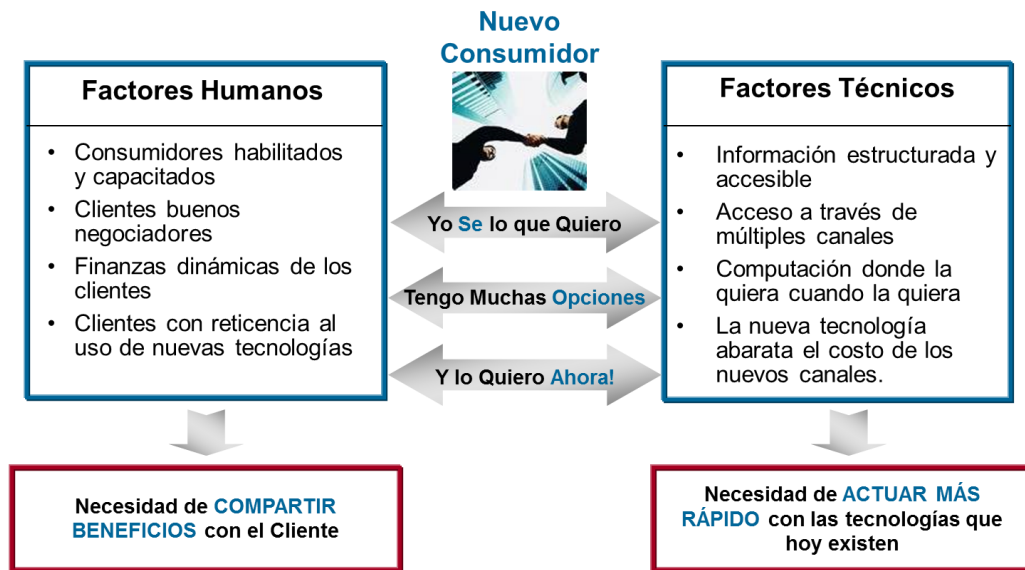 Nuevo
Consumidor
Factores Humanos
• Consumidores habilitados
y capacitados
• Clientes buenos
negociadores
• Finanzas dinámicas de los
clientes
• Clientes con reticencia al
uso de nuevas tecnologías
Yo Se lo que Quiero
Tengo Muchas Opciones
Y lo Quiero Ahora!
Factores Técnicos
• Información estructurada y
accesible
• Acceso a través de
múltiples canales
• Computación donde la
quiera cuando la quiera
• La nueva tecnología
abarata el costo de los
nuevos canales.
Necesidad de COMPARTIR
BENEFICIOS con el Cliente
Necesidad de ACTUAR MÁS
RÁPIDO con las tecnologías que
hoy existen